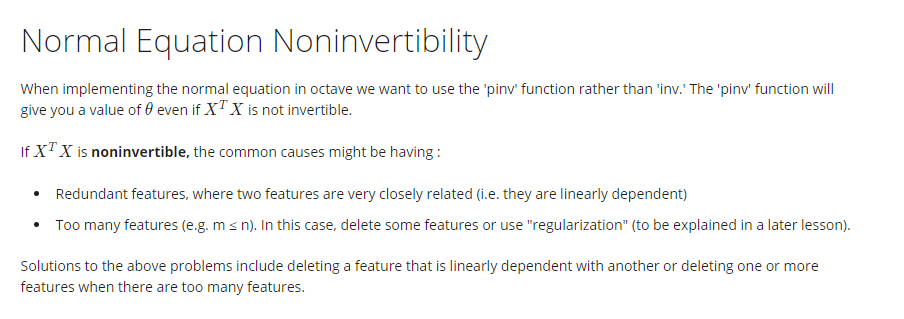 Normal Equation Noninvertibility
When implementing the normal equation in octave we want to use the 'pinv' function rather than 'inv.' The 'pinv' function will
give you a value of θ even if XᵀX is not invertible.
If XᵀX is noninvertible, the common causes might be having :
• Redundant features, where two features are very closely related (i.e. they are linearly dependent)
• Too many features (e.g. m ≤ n). In this case, delete some features or use "regularization" (to be explained in a later lesson).
Solutions to the above problems include deleting a feature that is linearly dependent with another or deleting one or more
features when there are too many features.